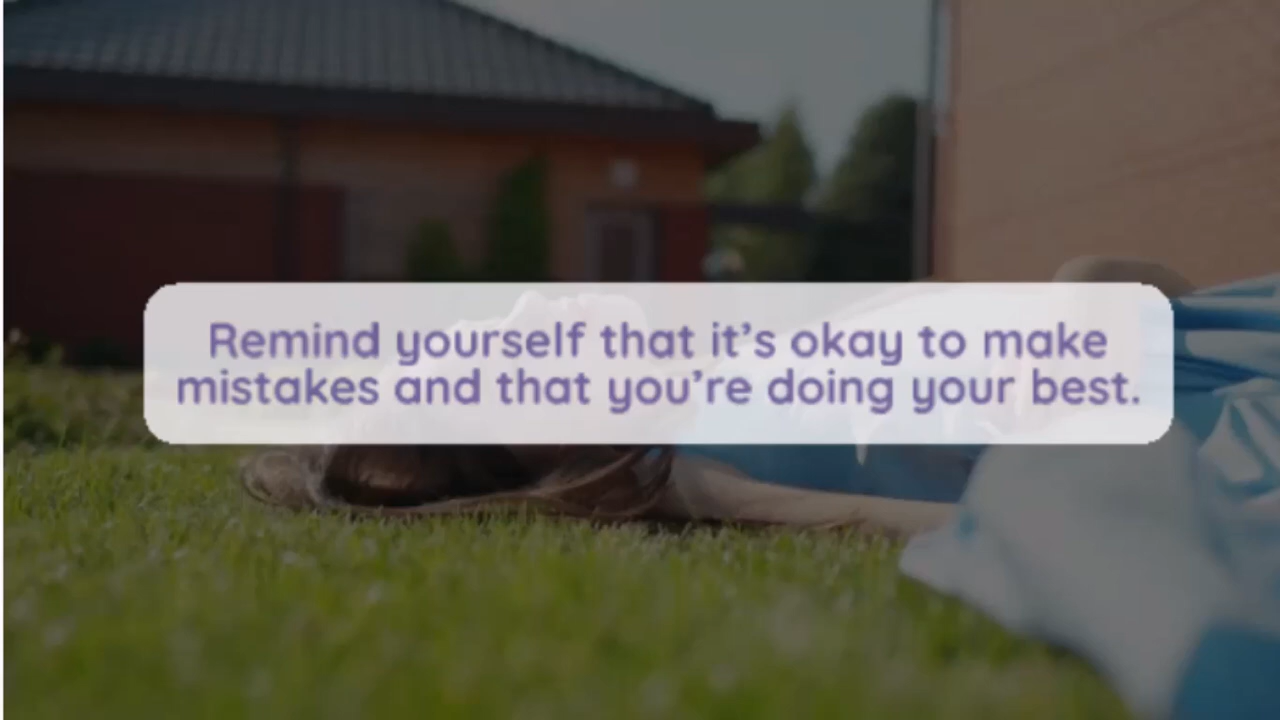 Remind yourself that it’s okay to make
mistakes and that you’re doing your best.